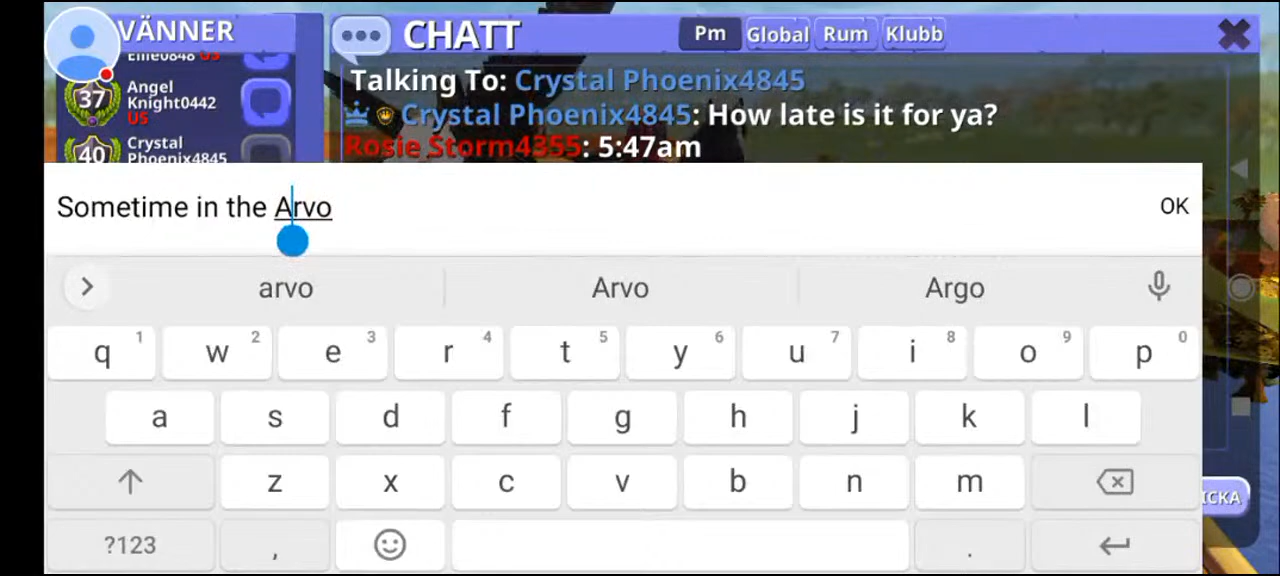 VÄNNER
CHATT
Pm Global Rum Klubb
US
37 Angel
Knight0442
US
40 Crystal
Phoenix4845
Talking To: Crystal Phoenix4845
Crystal Phoenix4845: How late is it for ya?
Rosie Storm4355: 5:47am
Sometime in the Arvo
OK
arvo Arvo Argo
q 1 w 2 e 3 r 4 t 5 y 6 u 7 i 8 o 9 p 0
a s d f g h j k l
z x c v b n m
ICKA
?123 , .